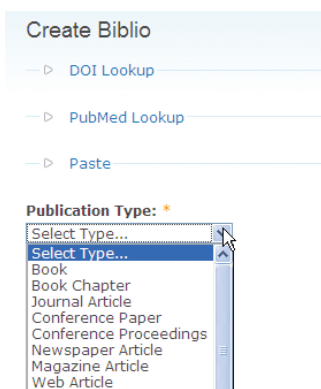 Create Biblio
DOI Lookup
PubMed Lookup
Paste
Publication Type: *
Select Type...
Select Type...
Book
Book Chapter
Journal Article
Conference Paper
Conference Proceedings
Newspaper Article
Magazine Article
Web Article